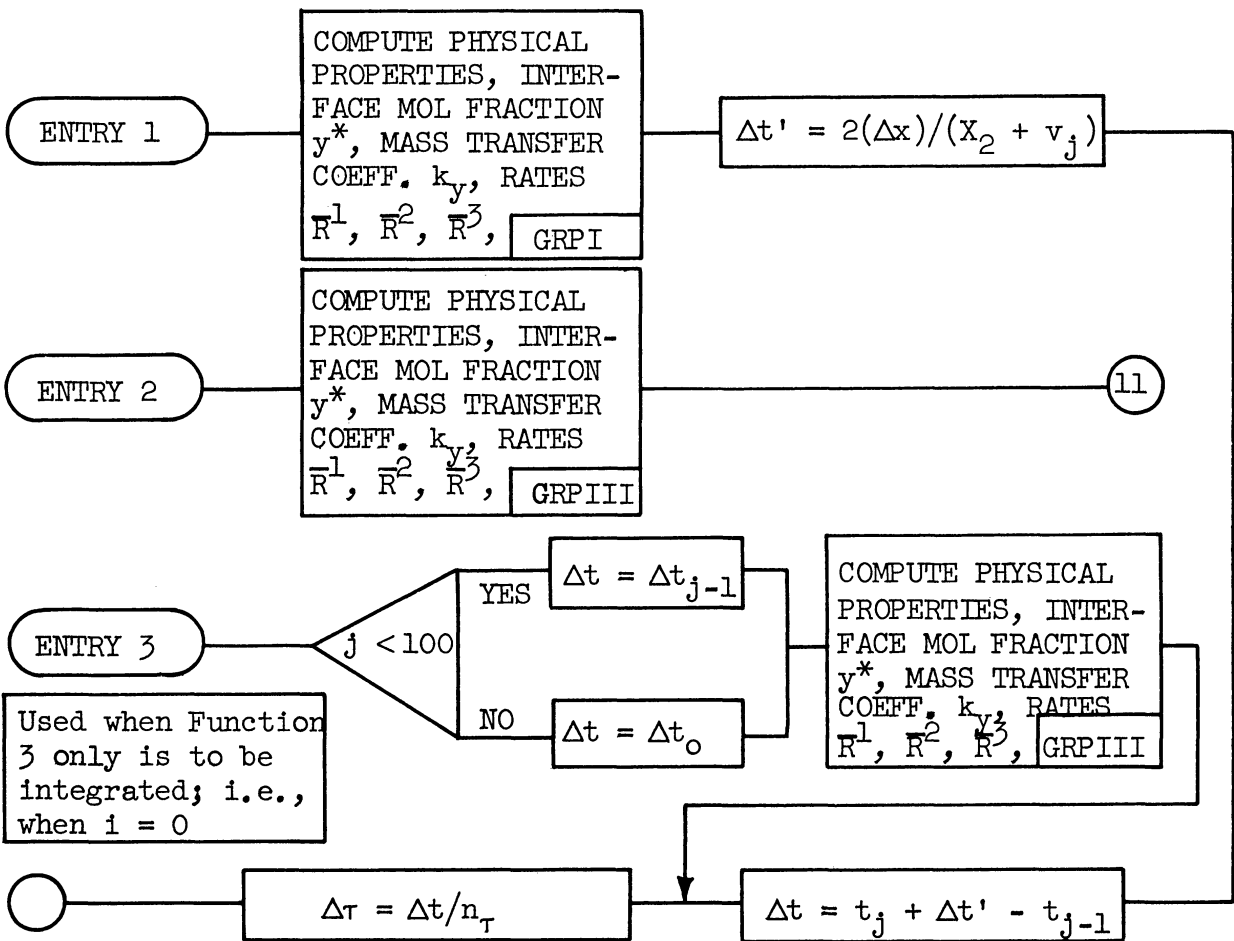 ENTRY 1
COMPUTE PHYSICAL
PROPERTIES, INTER-
FACE MOL FRACTION
y*, MASS TRANSFER
COEFF. k_y, RATES
R̅¹, R̅², R̅³,
GRPI
Δt' = 2(Δx)/(X₂ + v_j)
ENTRY 2
COMPUTE PHYSICAL
PROPERTIES, INTER-
FACE MOL FRACTION
y*, MASS TRANSFER
COEFF. k_y, RATES
R̅¹, R̅², R̅³,
GRPIII
11
ENTRY 3
j < 100
YES
Δt = Δt_{j-1}
NO
Δt = Δt_o
COMPUTE PHYSICAL
PROPERTIES, INTER-
FACE MOL FRACTION
y*, MASS TRANSFER
COEFF. k_y, RATES
R̅¹, R̅², R̅³,
GRPIII
Used when Function
3 only is to be
integrated; i.e.,
when i = 0
Δτ = Δt/n_τ
Δt = t_j + Δt' - t_{j-1}